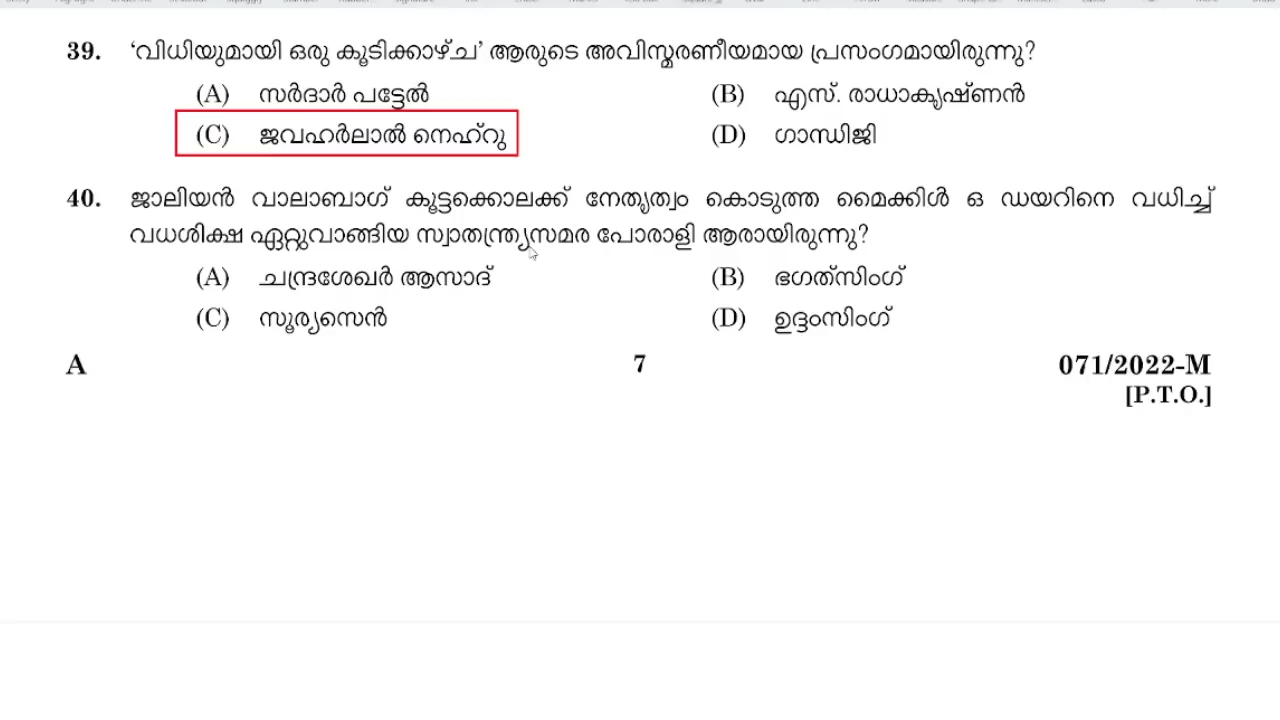 39. 'വിധിയുമായി ഒരു കൂടിക്കാഴ്ച' ആരുടെ അവിസ്മരണീയമായ പ്രസംഗമായിരുന്നു?
(A) സർദാർ പട്ടേൽ (B) എസ്. രാധാകൃഷ്ണൻ
(C) ജവഹർലാൽ നെഹ്റു (D) ഗാന്ധിജി
40. ജാലിയൻ വാലാബാഗ് കൂട്ടക്കൊലക്ക് നേതൃത്വം കൊടുത്ത മൈക്കിൾ ഒ ഡയറിനെ വധിച്ച്
വധശിക്ഷ ഏറ്റുവാങ്ങിയ സ്വാതന്ത്ര്യസമര പോരാളി ആരായിരുന്നു?
(A) ചന്ദ്രശേഖർ ആസാദ് (B) ഭഗത്സിംഗ്
(C) സൂര്യസെൻ (D) ഉദ്ദംസിംഗ്
A 7 071/2022-M
[P.T.O.]